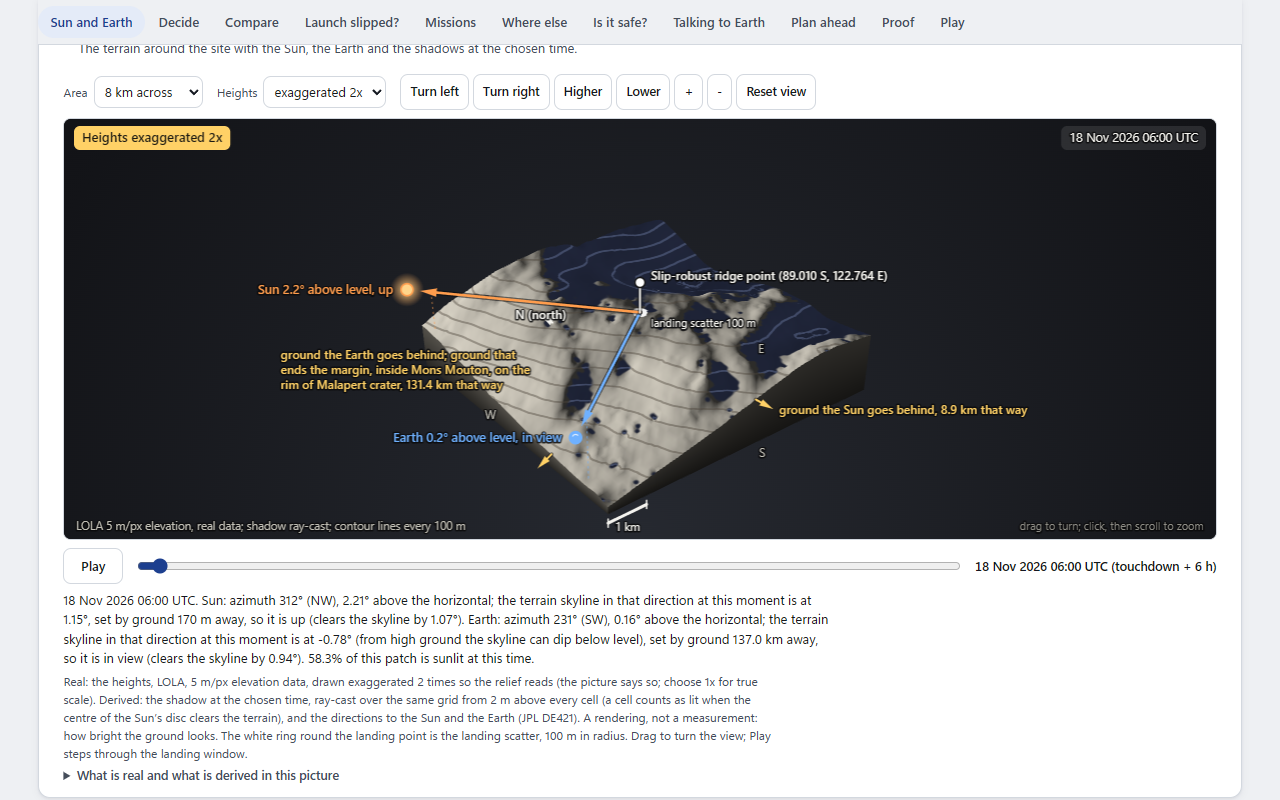 Sun and Earth Decide Compare Launch slipped? Missions Where else Is it safe? Talking to Earth Plan ahead Proof Play
The terrain around the site with the Sun, the Earth and the shadows at the chosen time.
Area 8 km across Heights exaggerated 2x Turn left Turn right Higher Lower + - Reset view
Heights exaggerated 2x 18 Nov 2026 06:00 UTC
Slip-robust ridge point (89.010 S, 122.764 E)
Sun 2.2° above level, up
N (north)
landing scatter 100 m
E
ground the Earth goes behind; ground that
ends the margin, inside Mons Mouton, on the
rim of Malapert crater, 131.4 km that way
W
ground the Sun goes behind, 8.9 km that way
Earth 0.2° above level, in view
S
1 km
LOLA 5 m/px elevation, real data; shadow ray-cast; contour lines every 100 m
drag to turn; click, then scroll to zoom
Play 18 Nov 2026 06:00 UTC (touchdown + 6 h)
18 Nov 2026 06:00 UTC. Sun: azimuth 312° (NW), 2.21° above the horizontal; the terrain skyline in that direction at this moment is at
1.15°, set by ground 170 m away, so it is up (clears the skyline by 1.07°). Earth: azimuth 231° (SW), 0.16° above the horizontal; the terrain
skyline in that direction at this moment is at -0.78° (from high ground the skyline can dip below level), set by ground 137.0 km away,
so it is in view (clears the skyline by 0.94°). 58.3% of this patch is sunlit at this time.
Real: the heights, LOLA, 5 m/px elevation data, drawn exaggerated 2 times so the relief reads (the picture says so; choose 1x for true
scale). Derived: the shadow at the chosen time, ray-cast over the same grid from 2 m above every cell (a cell counts as lit when the
centre of the Sun's disc clears the terrain), and the directions to the Sun and the Earth (JPL DE421). A rendering, not a measurement:
how bright the ground looks. The white ring round the landing point is the landing scatter, 100 m in radius. Drag to turn the view; Play
steps through the landing window.
What is real and what is derived in this picture